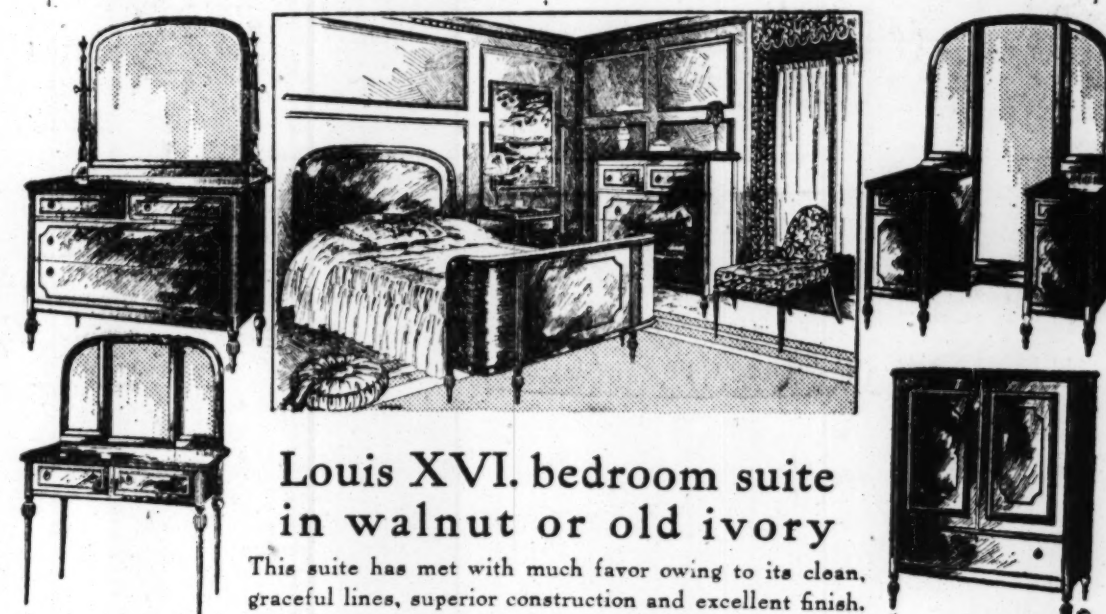 Louis XVI. bedroom suite
in walnut or old ivory
This suite has met with much favor owing to its clean,
graceful lines, superior construction and excellent finish.